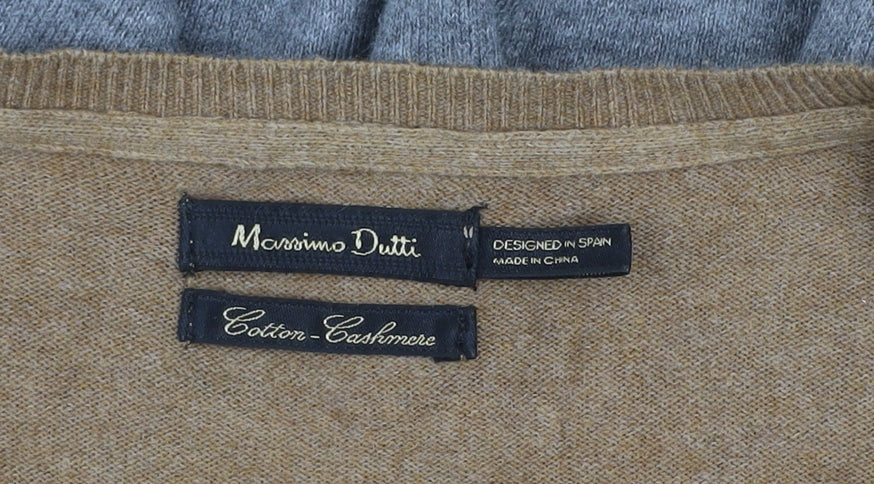 Massimo Dutti
DESIGNED IN SPAIN
MADE IN CHINA
Cotton-Cashmere